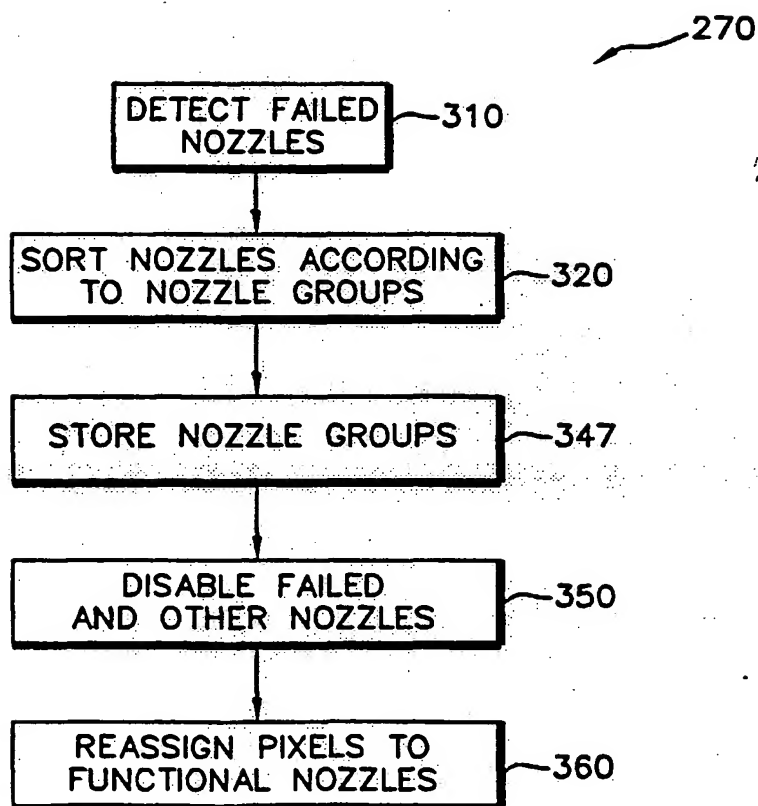 270
DETECT FAILED
NOZZLES
310
SORT NOZZLES ACCORDING
TO NOZZLE GROUPS
320
STORE NOZZLE GROUPS
347
DISABLE FAILED
AND OTHER NOZZLES
350
REASSIGN PIXELS TO
FUNCTIONAL NOZZLES
360